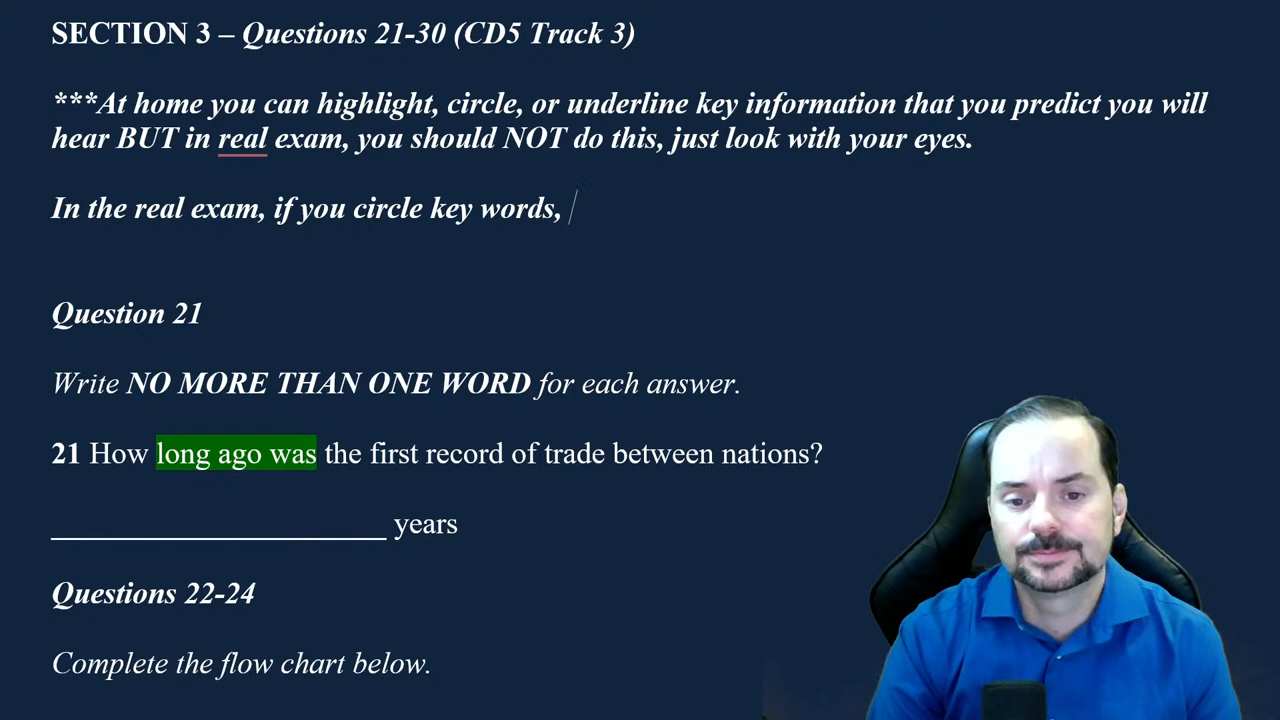 SECTION 3 – Questions 21-30 (CD5 Track 3)
***At home you can highlight, circle, or underline key information that you predict you will
hear BUT in real exam, you should NOT do this, just look with your eyes.
In the real exam, if you circle key words,
Question 21
Write NO MORE THAN ONE WORD for each answer.
21 How long ago was the first record of trade between nations?
________________________ years
Questions 22-24
Complete the flow chart below.